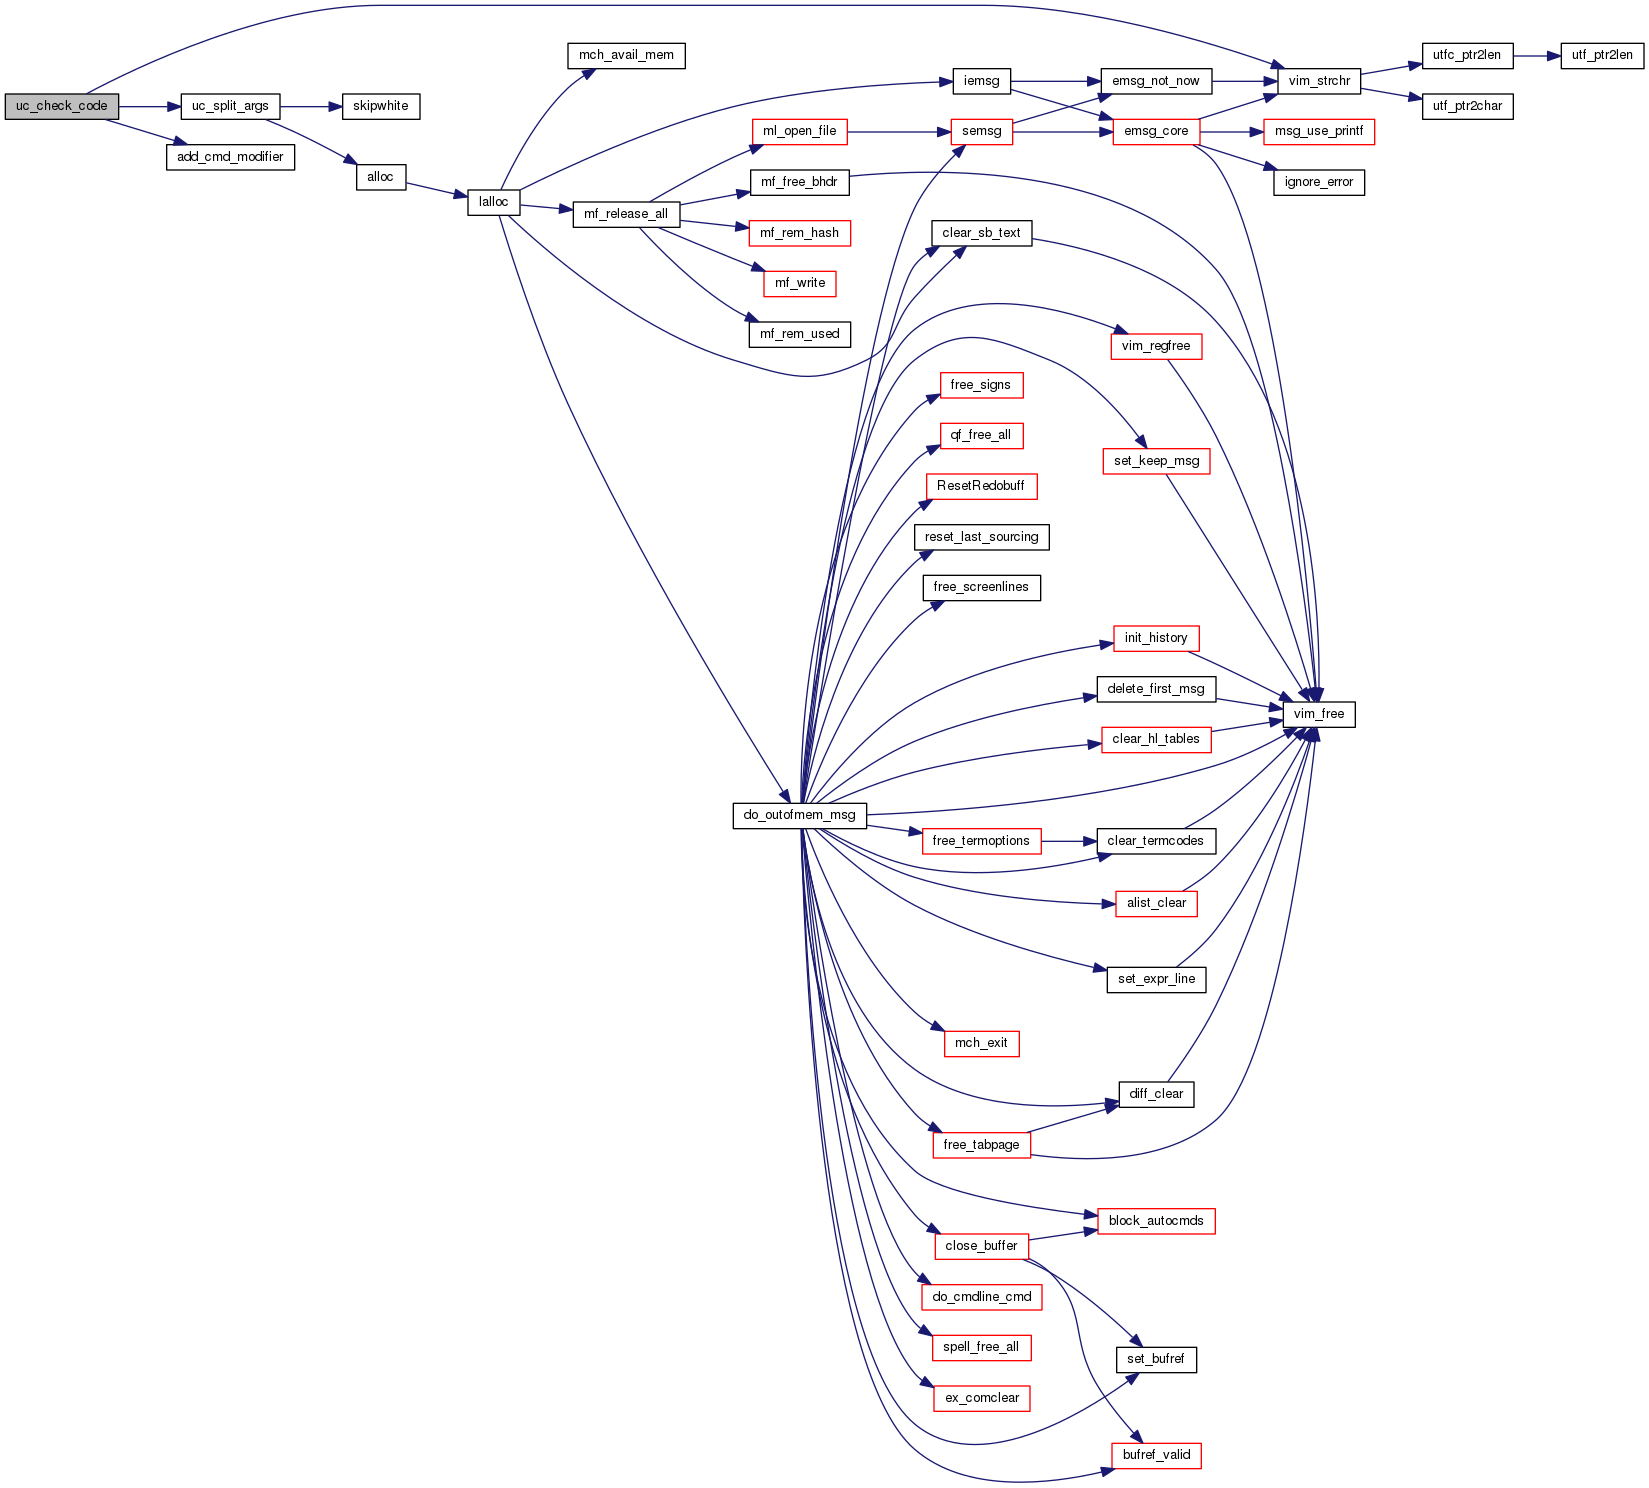 uc_check_code
uc_split_args
add_cmd_modifier
skipwhite
alloc
lalloc
mch_avail_mem
mf_release_all
ml_open_file
mf_free_bhdr
mf_rem_hash
mf_write
mf_rem_used
do_outofmem_msg
iemsg
semsg
clear_sb_text
free_signs
qf_free_all
ResetRedobuff
reset_last_sourcing
free_screenlines
free_termoptions
mch_exit
free_tabpage
close_buffer
do_cmdline_cmd
spell_free_all
ex_comclear
emsg_not_now
emsg_core
vim_regfree
set_keep_msg
init_history
delete_first_msg
clear_hl_tables
clear_termcodes
alist_clear
set_expr_line
diff_clear
block_autocmds
set_bufref
bufref_valid
vim_strchr
msg_use_printf
ignore_error
vim_free
utfc_ptr2len
utf_ptr2char
utf_ptr2len